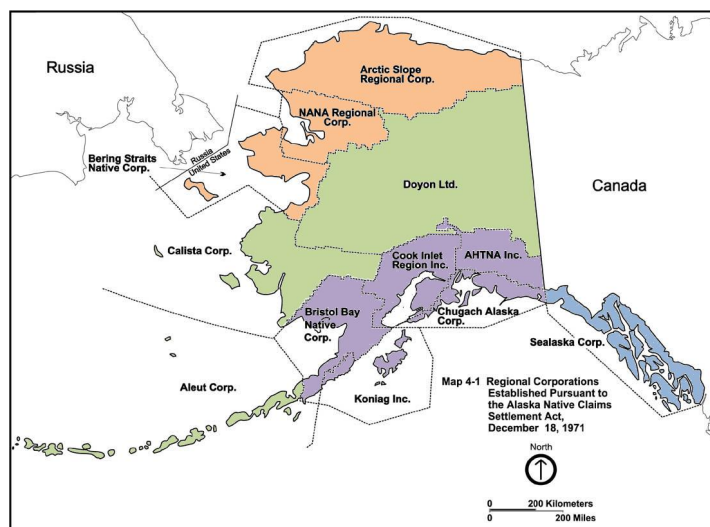 Russia
Arctic Slope
Regional Corp.
NANA Regional
Corp.
Bering Straits
Native Corp.
Russia
United States
Doyon Ltd.
Canada
Calista Corp.
Cook Inlet
Region Inc.
AHTNA Inc.
Bristol Bay
Native
Corp.
Chugach Alaska
Corp.
Sealaska Corp.
Aleut Corp.
Koniag Inc.
Map 4-1 Regional Corporations
Established Pursuant to
the Alaska Native Claims
Settlement Act,
December 18, 1971
North
0 200 Kilometers
0 200 Miles